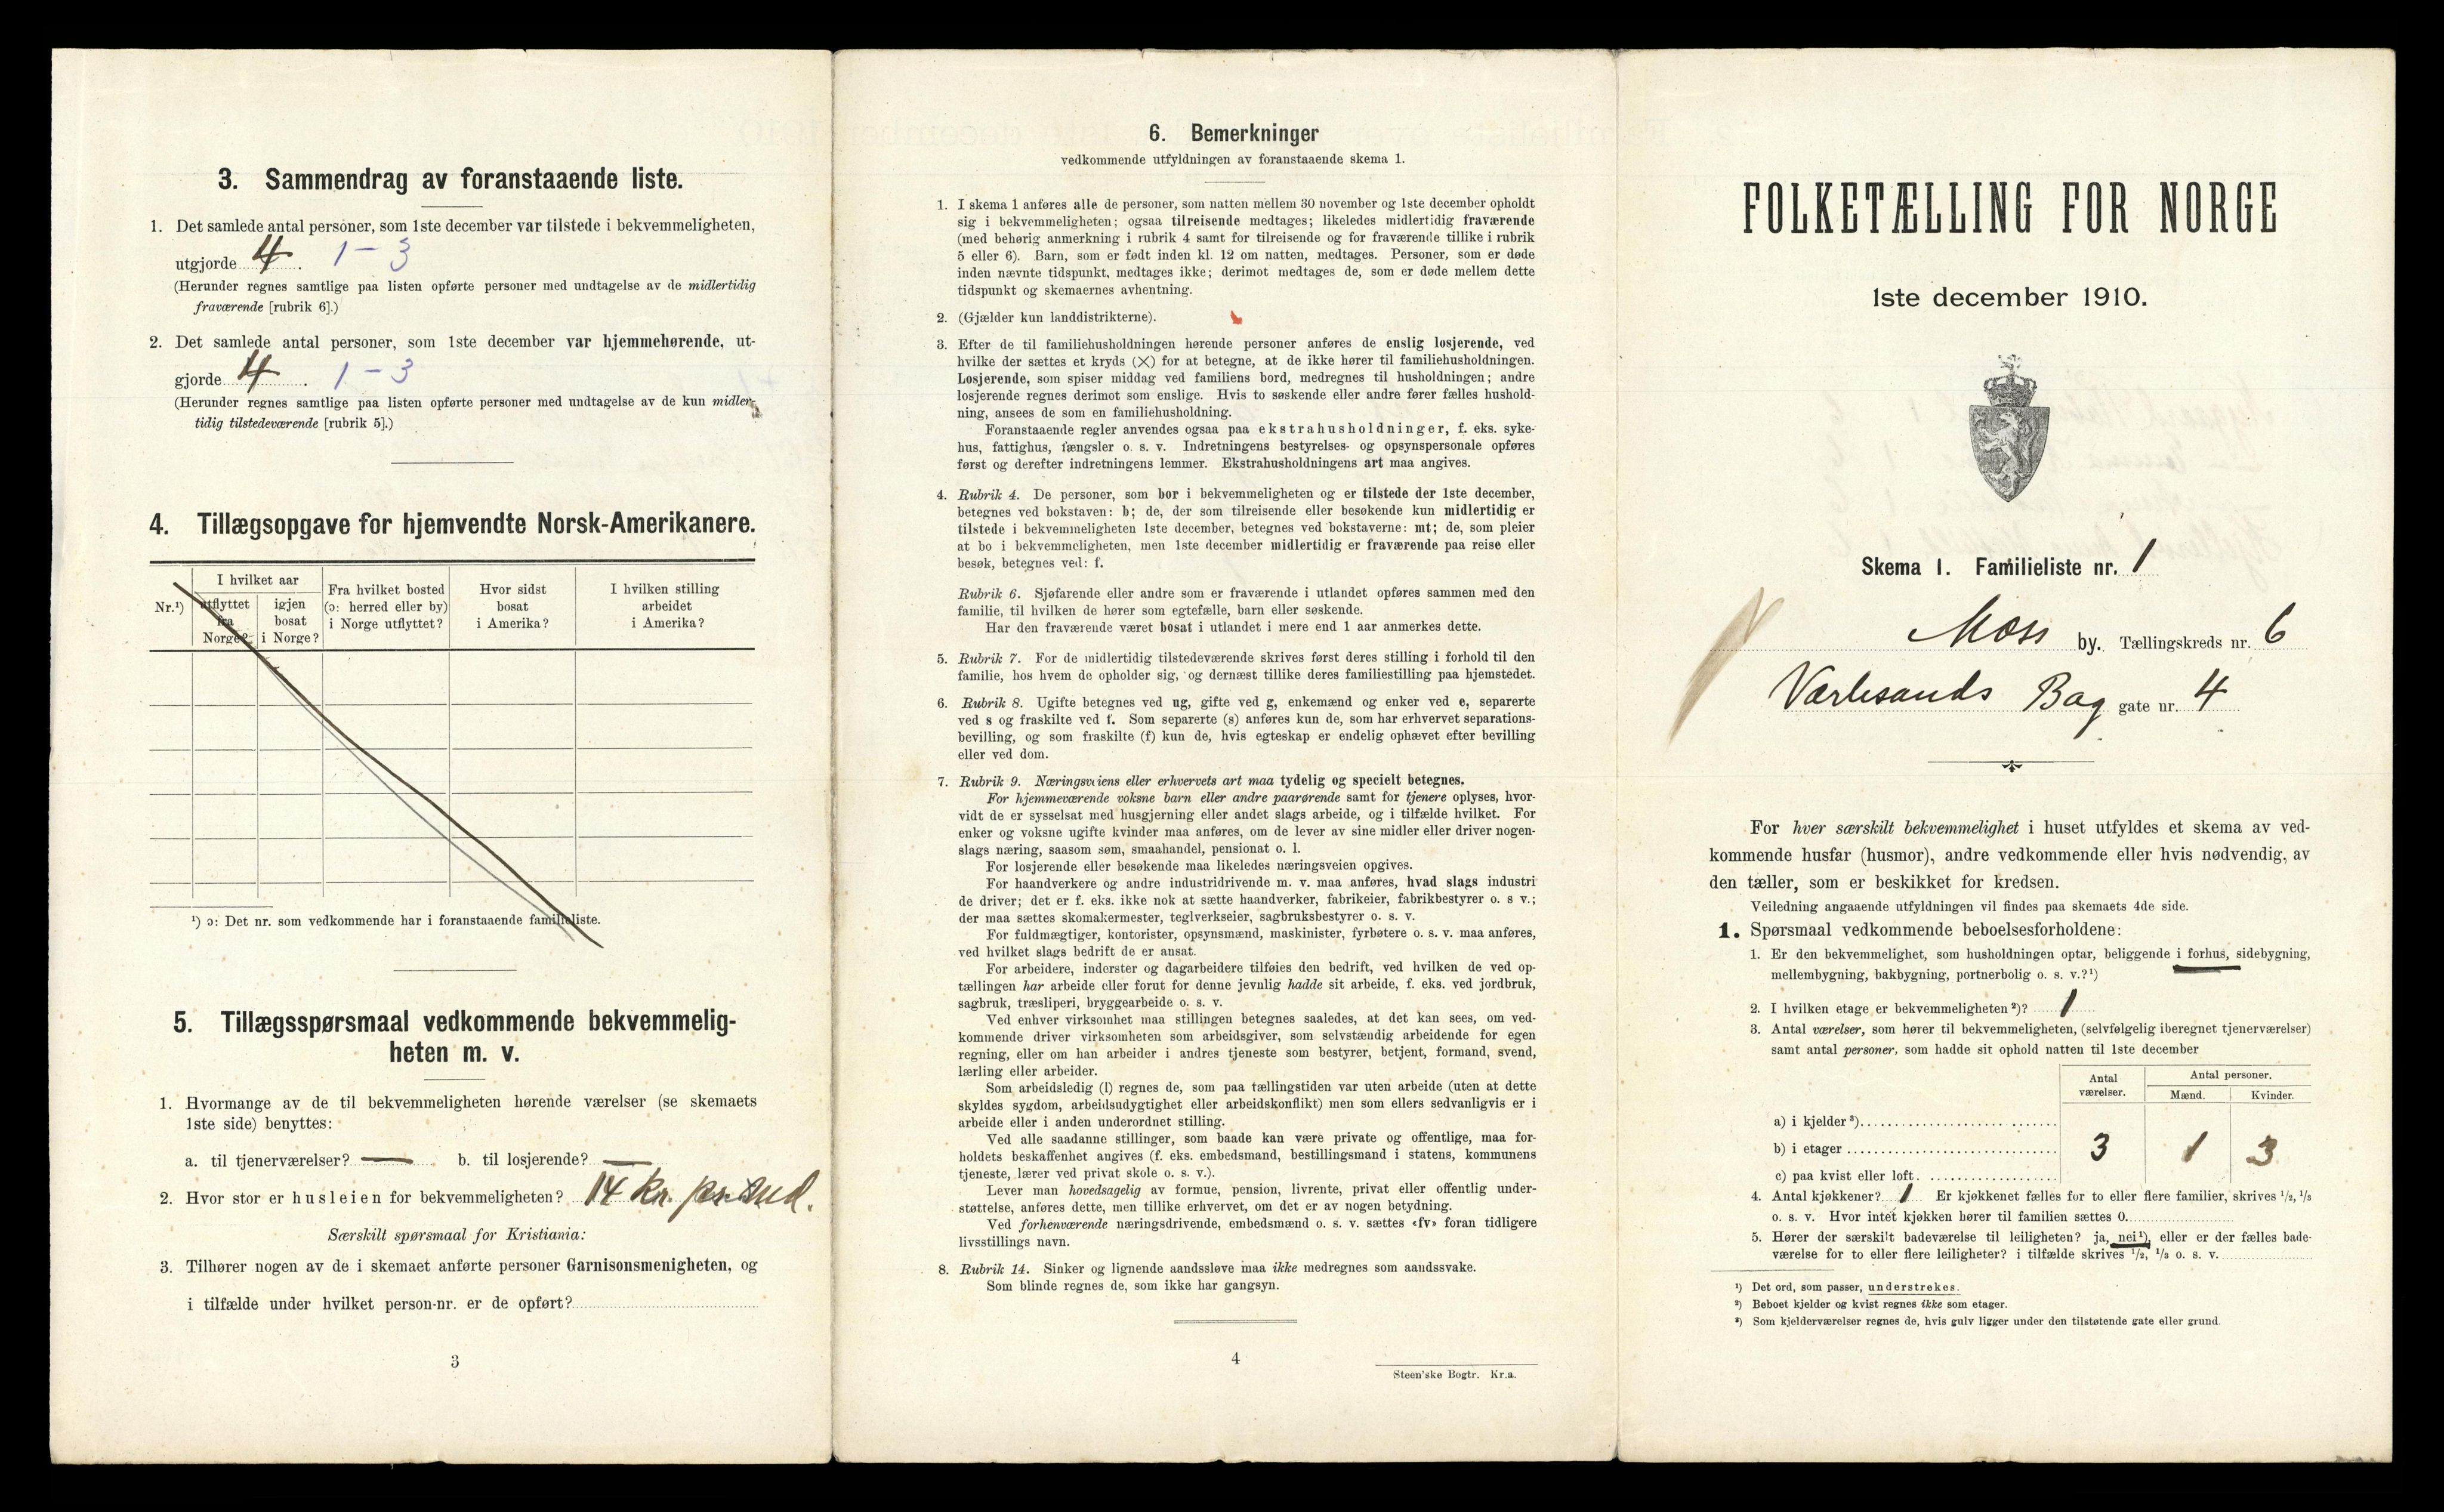 3. Sammendrag av foranstaaende liste.
1. Det samlede antal personer, som 1ste december var tilstede i bekvemmeligheten,
utgjorde 4. 1 - 3
(Herunder regnes samtlige paa listen opførte personer med undtagelse av de midlertidig
fraværende [rubrik 6].)
2. Det samlede antal personer, som 1ste december var hjemmehørende, ut-
gjorde 4. 1 - 3
(Herunder regnes samtlige paa listen opførte personer med undtagelse av de kun midler-
tidig tilstedeværende [rubrik 5].)
4. Tillægsopgave for hjemvendte Norsk-Amerikanere.
Nr.¹)
I hvilket aar
utflyttet
fra
Norge?
igjen
bosat
i Norge?
Fra hvilket bosted
(ɔ: herred eller by)
i Norge utflyttet?
Hvor sidst
bosat
i Amerika?
I hvilken stilling
arbeidet
i Amerika?
¹) ɔ: Det nr. som vedkommende har i foranstaaende familieliste.
5. Tillægsspørsmaal vedkommende bekvemmelig-
heten m. v.
1. Hvormange av de til bekvemmeligheten hørende værelser (se skemaets
1ste side) benyttes:
a. til tjenerværelser? — b. til losjerende? —
2. Hvor stor er husleien for bekvemmeligheten? 14 kr. pr. Md.
Særskilt spørsmaal for Kristiania:
3. Tilhører nogen av de i skemaet anførte personer Garnisonsmenigheten, og
i tilfælde under hvilket person-nr. er de opført?
3
6. Bemerkninger
vedkommende utfyldningen av foranstaaende skema 1.
1. I skema 1 anføres alle de personer, som natten mellem 30 november og 1ste december opholdt
sig i bekvemmeligheten; ogsaa tilreisende medtages; likeledes midlertidig fraværende
(med behørig anmerkning i rubrik 4 samt for tilreisende og for fraværende tillike i rubrik
5 eller 6). Barn, som er født inden kl. 12 om natten, medtages. Personer, som er døde
inden nævnte tidspunkt, medtages ikke; derimot medtages de, som er døde mellem dette
tidspunkt og skemaernes avhentning.
2. (Gjælder kun landdistrikterne).
3. Efter de til familiehusholdningen hørende personer anføres de enslig losjerende, ved
hvilke der sættes et kryds (×) for at betegne, at de ikke hører til familiehusholdningen.
Losjerende, som spiser middag ved familiens bord, medregnes til husholdningen; andre
losjerende regnes derimot som enslige. Hvis to søskende eller andre fører fælles hushold-
ning, ansees de som en familiehusholdning.
Foranstaaende regler anvendes ogsaa paa ekstrahusholdninger, f. eks. syke-
hus, fattighus, fængsler o. s. v. Indretningens bestyrelses- og opsynspersonale opføres
først og derefter indretningens lemmer. Ekstrahusholdningens art maa angives.
4. Rubrik 4. De personer, som bor i bekvemmeligheten og er tilstede der 1ste december,
betegnes ved bokstaven: b; de, der som tilreisende eller besøkende kun midlertidig er
tilstede i bekvemmeligheten 1ste december, betegnes ved bokstaverne: mt; de, som pleier
at bo i bekvemmeligheten, men 1ste december midlertidig er fraværende paa reise eller
besøk, betegnes ved: f.
Rubrik 6. Sjøfarende eller andre som er fraværende i utlandet opføres sammen med den
familie, til hvilken de hører som egtefælle, barn eller søskende.
Har den fraværende været bosat i utlandet i mere end 1 aar anmerkes dette.
5. Rubrik 7. For de midlertidig tilstedeværende skrives først deres stilling i forhold til den
familie, hos hvem de opholder sig, og dernæst tillike deres familiestilling paa hjemstedet.
6. Rubrik 8. Ugifte betegnes ved ug, gifte ved g, enkemænd og enker ved e, separerte
ved s og fraskilte ved f. Som separerte (s) anføres kun de, som har erhvervet separations-
bevilling, og som fraskilte (f) kun de, hvis egteskap er endelig ophævet efter bevilling
eller ved dom.
7. Rubrik 9. Næringsveiens eller erhvervets art maa tydelig og specielt betegnes.
For hjemmeværende voksne barn eller andre paarørende samt for tjenere oplyses, hvor-
vidt de er sysselsat med husgjerning eller andet slags arbeide, og i tilfælde hvilket. For
enker og voksne ugifte kvinder maa anføres, om de lever av sine midler eller driver nogen-
slags næring, saasom søm, smaahandel, pensionat o. l.
For losjerende eller besøkende maa likeledes næringsveien opgives.
For haandverkere og andre industridrivende m. v. maa anføres, hvad slags industri
de driver; det er f. eks. ikke nok at sætte haandverker, fabrikeier, fabrikbestyrer o. s v.;
der maa sættes skomakermester, teglverkseier, sagbruksbestyrer o. s. v.
For fuldmægtiger, kontorister, opsynsmænd, maskinister, fyrbøtere o. s. v. maa anføres,
ved hvilket slags bedrift de er ansat.
For arbeidere, inderster og dagarbeidere tilføies den bedrift, ved hvilken de ved op-
tællingen har arbeide eller forut for denne jevnlig hadde sit arbeide, f. eks. ved jordbruk,
sagbruk, træsliperi, bryggearbeide o. s. v.
Ved enhver virksomhet maa stillingen betegnes saaledes, at det kan sees, om ved-
kommende driver virksomheten som arbeidsgiver, som selvstændig arbeidende for egen
regning, eller om han arbeider i andres tjeneste som bestyrer, betjent, formand, svend,
lærling eller arbeider.
Som arbeidsledig (l) regnes de, som paa tællingstiden var uten arbeide (uten at dette
skyldes sygdom, arbeidsudygtighet eller arbeidskonflikt) men som ellers sedvanligvis er i
arbeide eller i anden underordnet stilling.
Ved alle saadanne stillinger, som baade kan være private og offentlige, maa for-
holdets beskaffenhet angives (f. eks. embedsmand, bestillingsmand i statens, kommunens
tjeneste, lærer ved privat skole o. s. v.).
Lever man hovedsagelig av formue, pension, livrente, privat eller offentlig under-
støttelse, anføres dette, men tillike erhvervet, om det er av nogen betydning.
Ved forhenværende næringsdrivende, embedsmænd o. s. v. sættes «fv» foran tidligere
livsstillings navn.
8. Rubrik 14. Sinker og lignende aandssløve maa ikke medregnes som aandssvake.
Som blinde regnes de, som ikke har gangsyn.
4
Steen'ske Bogtr. Kr.a.
FOLKETÆLLING FOR NORGE
1ste december 1910.
Skema 1. Familieliste nr. 1
Moss by. Tællingskreds nr. 6
Værlesands Bag gate nr. 4
For hver særskilt bekvemmelighet i huset utfyldes et skema av ved-
kommende husfar (husmor), andre vedkommende eller hvis nødvendig, av
den tæller, som er beskikket for kredsen.
Veiledning angaaende utfyldningen vil findes paa skemaets 4de side.
1. Spørsmaal vedkommende beboelsesforholdene:
1. Er den bekvemmelighet, som husholdningen optar, beliggende i forhus, sidebygning,
mellembygning, bakbygning, portnerbolig o. s. v.?¹)
2. I hvilken etage er bekvemmeligheten²)? 1
3. Antal værelser, som hører til bekvemmeligheten, (selvfølgelig iberegnet tjenerværelser)
samt antal personer, som hadde sit ophold natten til 1ste december
Antal
værelser.
Antal personer.
Mænd. Kvinder.
a) i kjelder³)
b) i etager 3 1 3
c) paa kvist eller loft
4. Antal kjøkkener? 1 Er kjøkkenet fælles for to eller flere familier, skrives 1/2, 1/3
o. s. v. Hvor intet kjøkken hører til familien sættes 0.
5. Hører der særskilt badeværelse til leiligheten? ja, nei¹), eller er der fælles bade-
værelse for to eller flere leiligheter? i tilfælde skrives 1/2, 1/3 o. s. v.
¹) Det ord, som passer, understrekes.
²) Beboet kjelder og kvist regnes ikke som etager.
³) Som kjelderværelser regnes de, hvis gulv ligger under den tilstøtende gate eller grund.